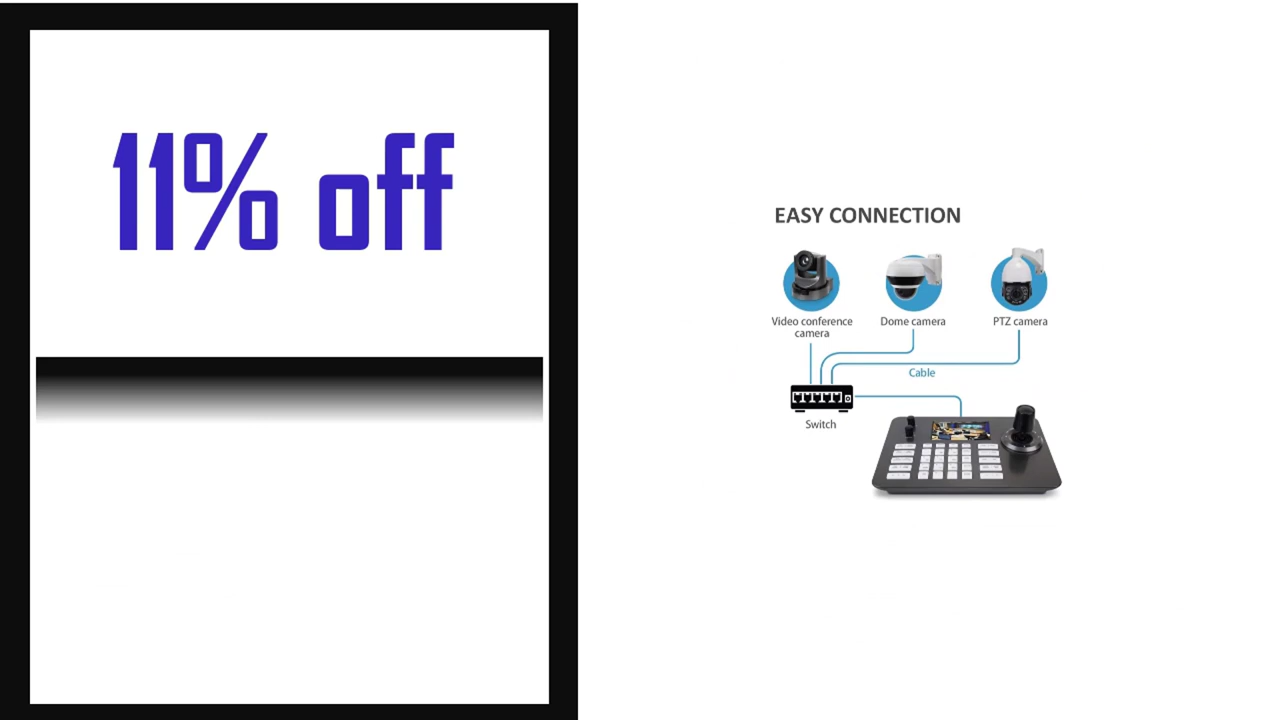 11% off
EASY CONNECTION
Video conference
camera
Dome camera
PTZ camera
Cable
Switch